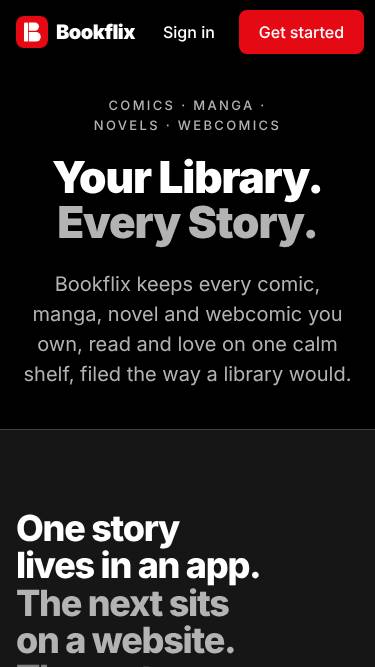 Bookflix
Sign in
Get started
COMICS · MANGA ·
NOVELS · WEBCOMICS
Your Library.
Every Story.
Bookflix keeps every comic,
manga, novel and webcomic you
own, read and love on one calm
shelf, filed the way a library would.
One story
lives in an app.
The next sits
on a website.